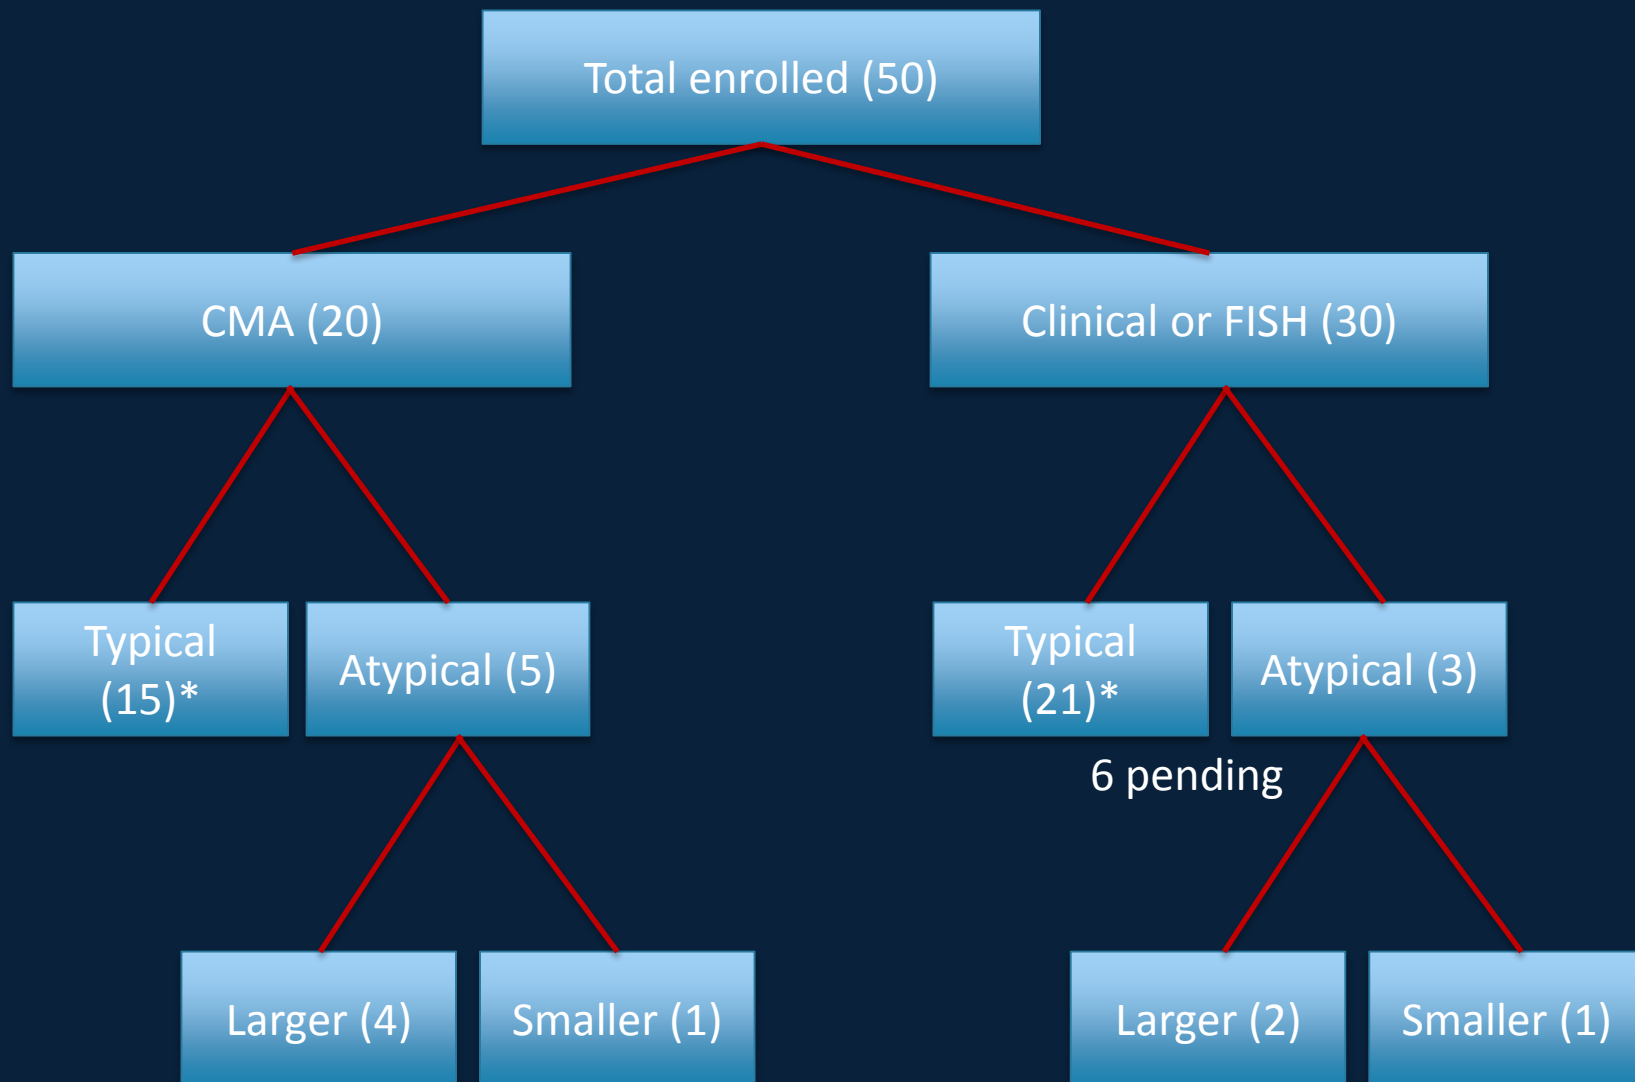 Total enrolled (50)
CMA (20)
Clinical or FISH (30)
Typical
(15)*
Atypical (5)
Typical
(21)*
Atypical (3)
6 pending
Larger (4)
Smaller (1)
Larger (2)
Smaller (1)